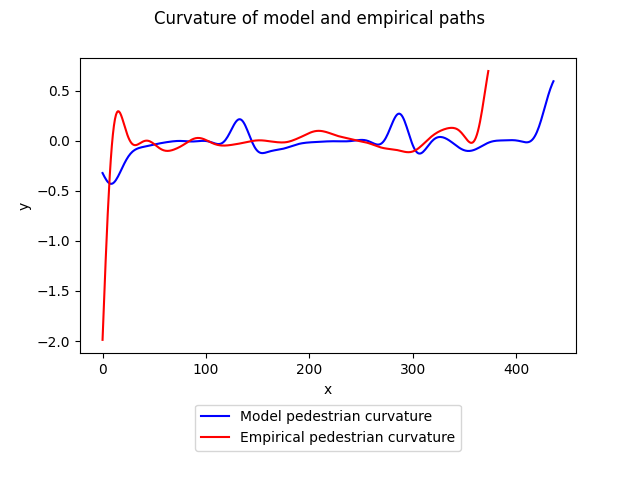 Curvature of model and empirical paths
0.5
0.0
−0.5
−1.0
−1.5
−2.0
y
0 100 200 300 400
x
Model pedestrian curvature
Empirical pedestrian curvature